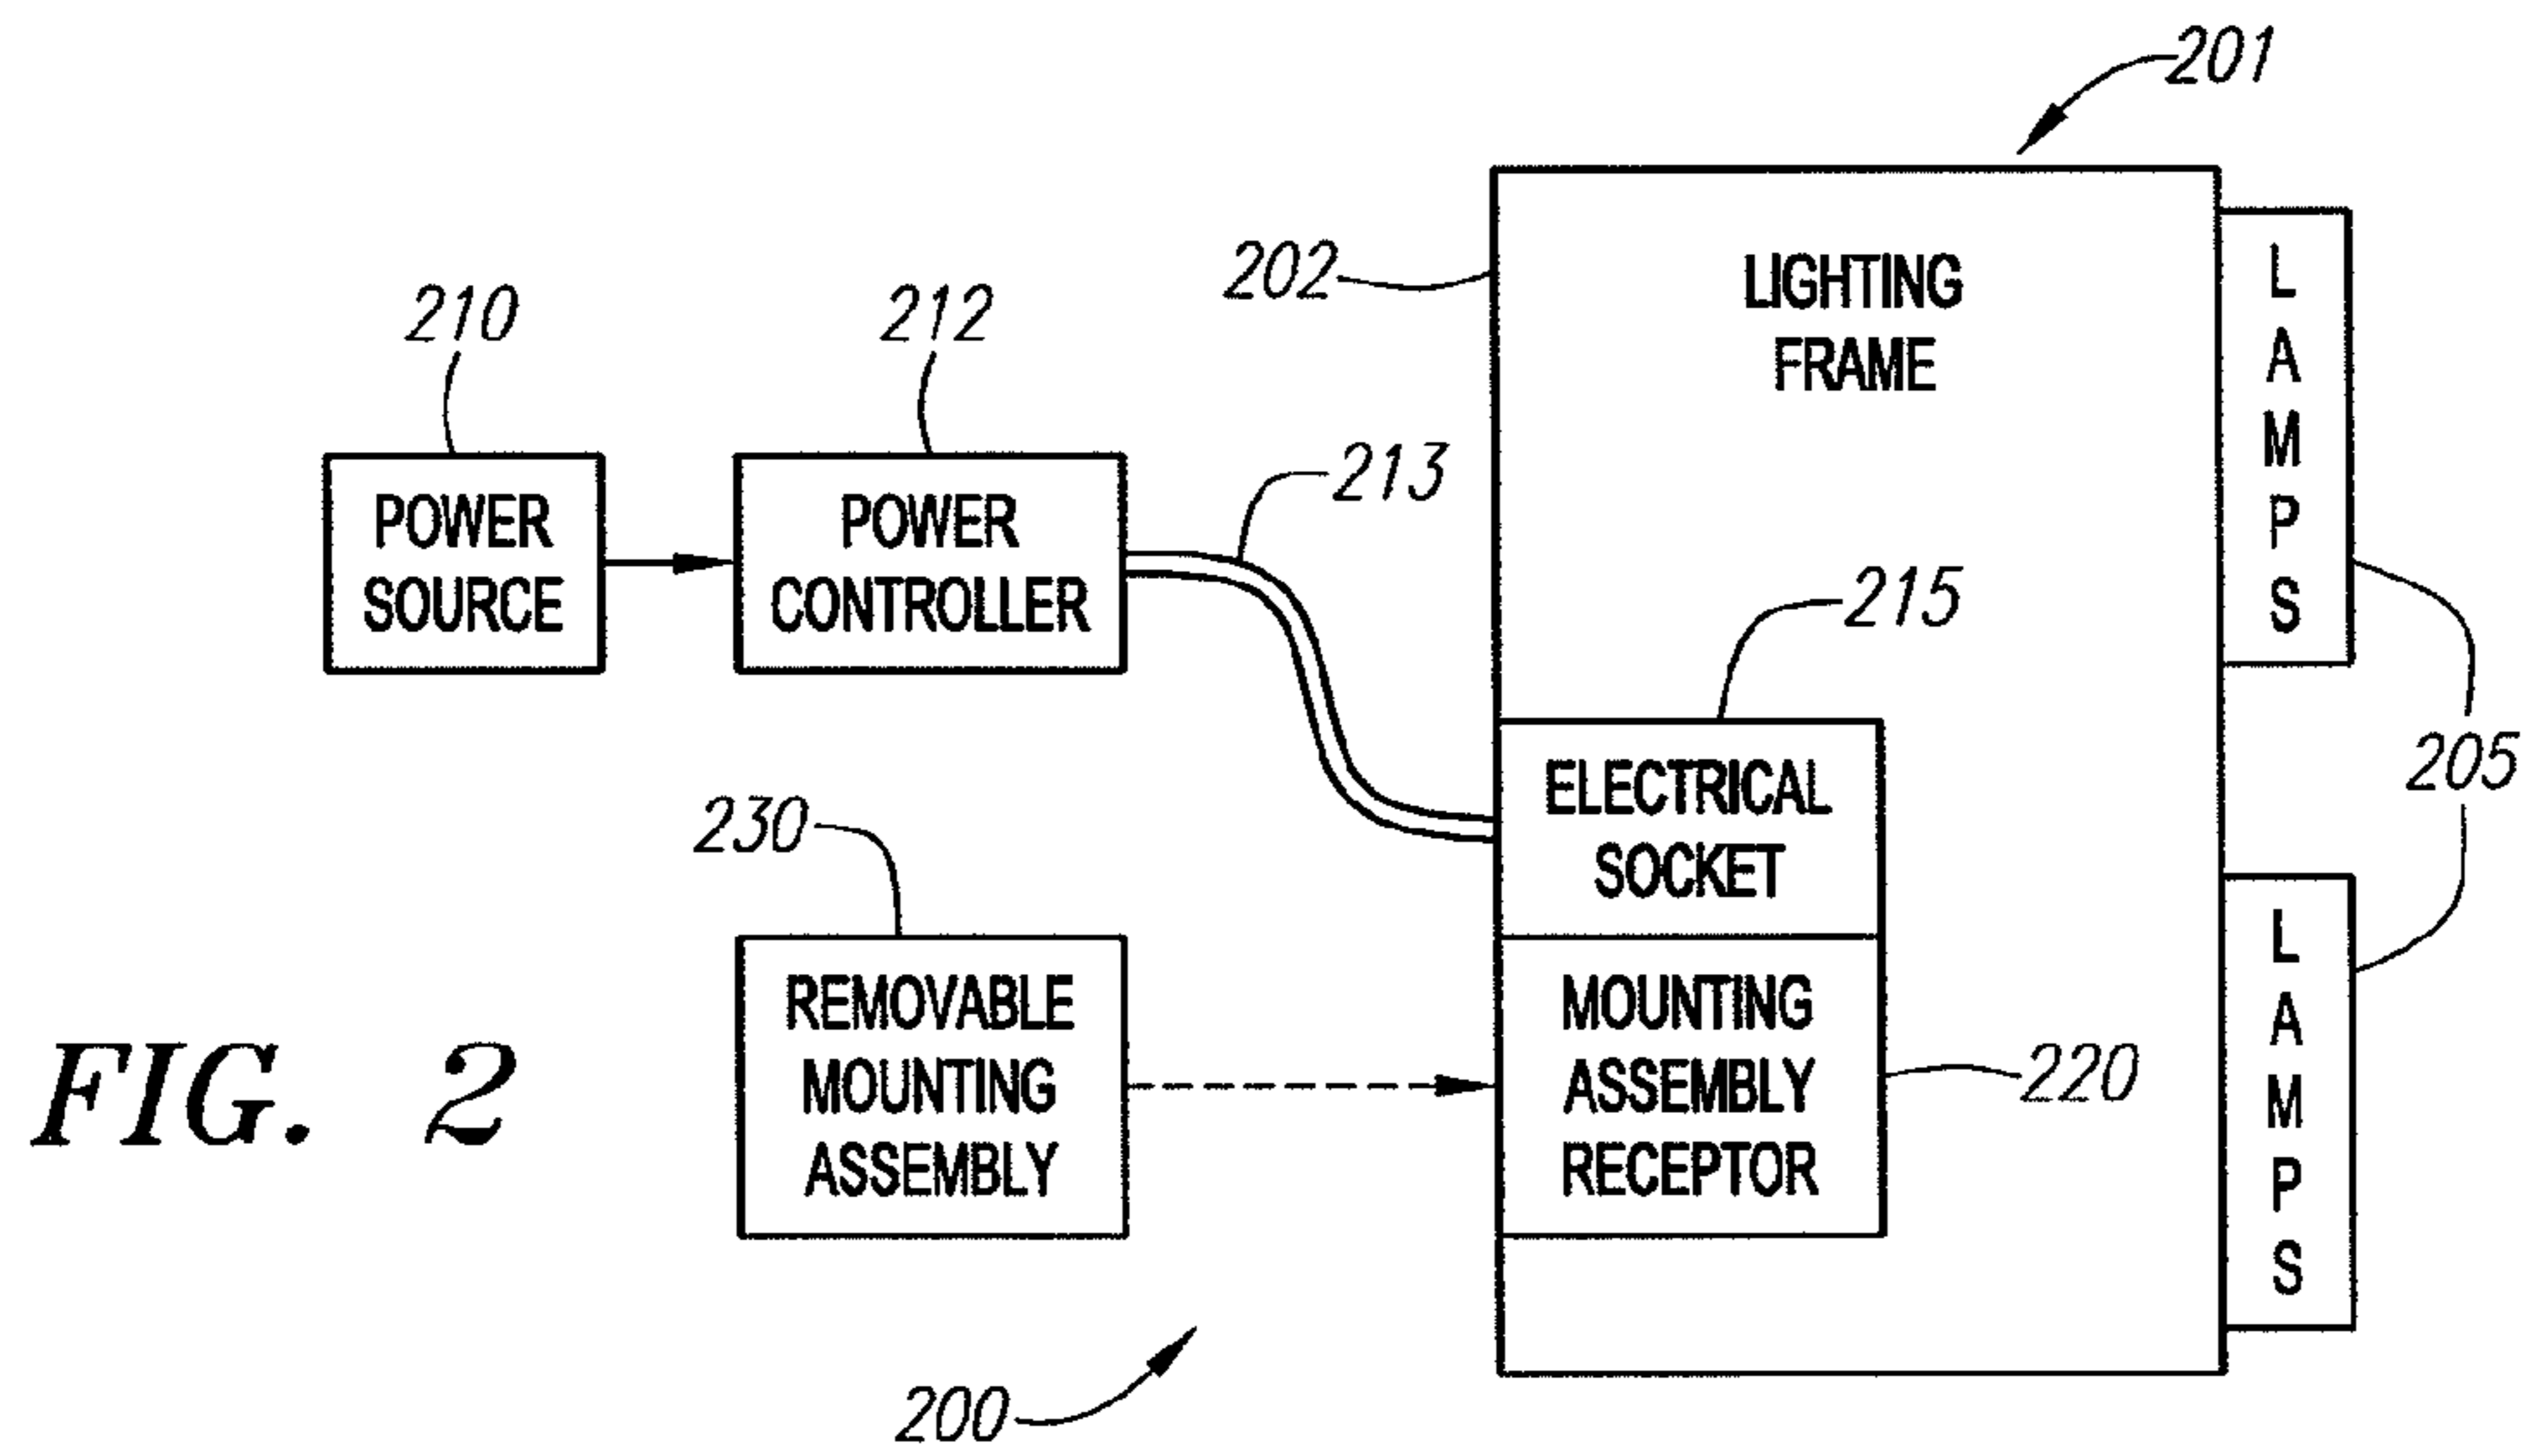 201
202
LIGHTING
FRAME
L
A
M
P
S
210
212
213
POWER
SOURCE
POWER
CONTROLLER
215
205
ELECTRICAL
SOCKET
230
REMOVABLE
MOUNTING
ASSEMBLY
MOUNTING
ASSEMBLY
RECEPTOR
220
L
A
M
P
S
FIG. 2
200